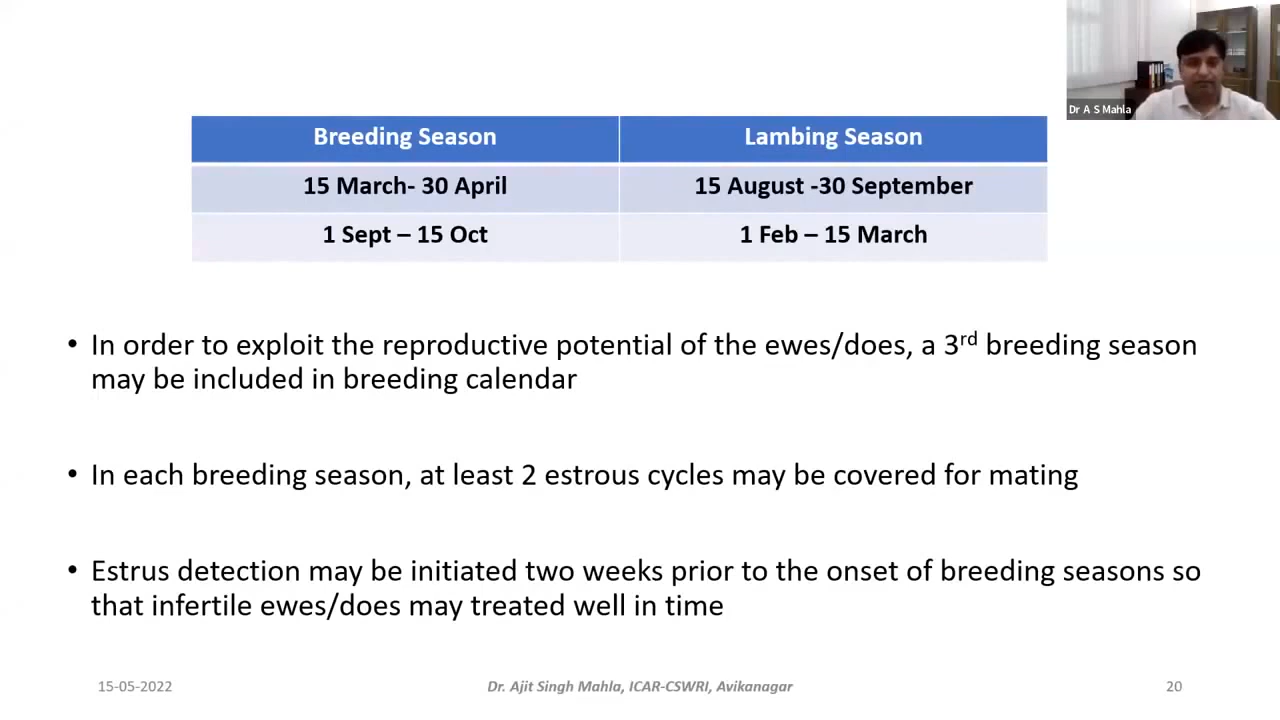 Dr A S Mahla
Breeding Season Lambing Season
15 March- 30 April 15 August -30 September
1 Sept – 15 Oct 1 Feb – 15 March
• In order to exploit the reproductive potential of the ewes/does, a 3rd breeding season
may be included in breeding calendar
• In each breeding season, at least 2 estrous cycles may be covered for mating
• Estrus detection may be initiated two weeks prior to the onset of breeding seasons so
that infertile ewes/does may treated well in time
15-05-2022 Dr. Ajit Singh Mahla, ICAR-CSWRI, Avikanagar 20